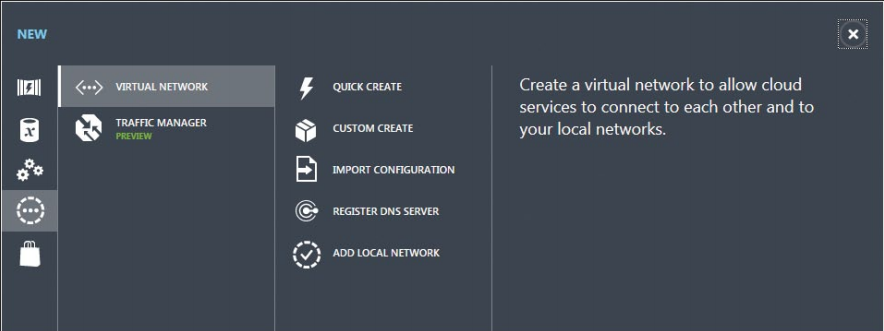 NEW
VIRTUAL NETWORK
TRAFFIC MANAGER
PREVIEW
QUICK CREATE
CUSTOM CREATE
IMPORT CONFIGURATION
REGISTER DNS SERVER
ADD LOCAL NETWORK
Create a virtual network to allow cloud
services to connect to each other and to
your local networks.